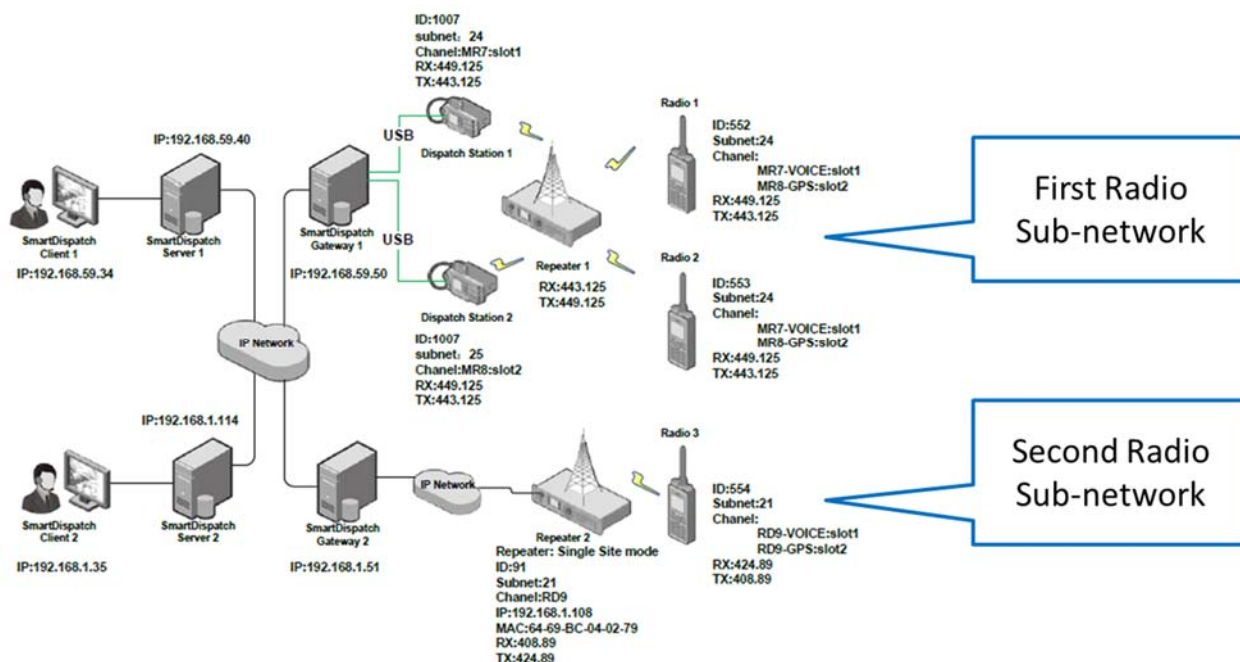 ID:1007
subnet: 24
Chanel:MR7:slot1
RX:449.125
TX:443.125
USB
Dispatch Station 1
Radio 1
ID:552
Subnet:24
Chanel:
MR7-VOICE:slot1
MR8-GPS:slot2
RX:449.125
TX:443.125
First Radio
Sub-network
IP:192.168.59.40
SmartDispatch
Client 1
IP:192.168.59.34
SmartDispatch
Server 1
SmartDispatch
Gateway 1
IP:192.168.59.50
USB
Dispatch Station 2
ID:1007
subnet: 25
Chanel:MR8:slot2
RX:449.125
TX:443.125
Repeater 1
RX:443.125
TX:449.125
Radio 2
ID:553
Subnet:24
Chanel:
MR7-VOICE:slot1
MR8-GPS:slot2
RX:449.125
TX:443.125
IP Network
IP:192.168.1.114
SmartDispatch
Client 2
IP:192.168.1.35
SmartDispatch
Server 2
SmartDispatch
Gateway 2
IP:192.168.1.51
IP Network
Repeater 2
Repeater: Single Site mode
ID:91
Subnet:21
Chanel:RD9
IP:192.168.1.108
MAC:64-69-BC-04-02-79
RX:408.89
TX:424.89
Radio 3
ID:554
Subnet:21
Chanel:
RD9-VOICE:slot1
RD9-GPS:slot2
RX:424.89
TX:408.89
Second Radio
Sub-network